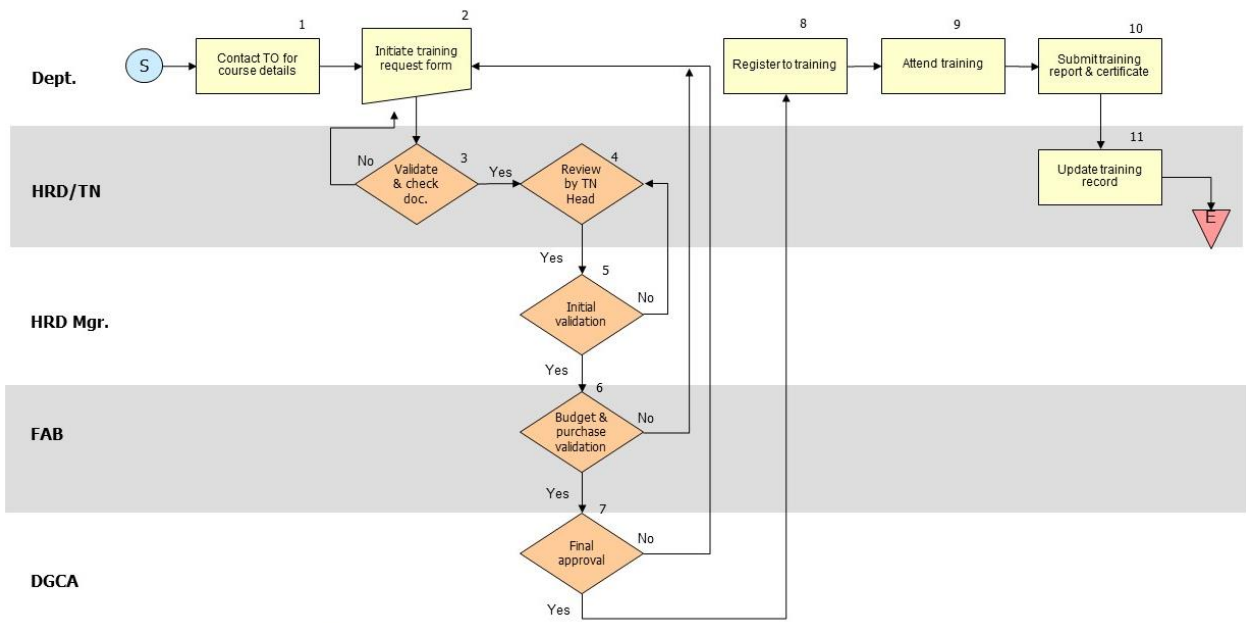 1
2
8
9
10
Dept.
S
Contact TO for
course details
Initiate training
request form
Register to training
Attend training
Submit training
report & certificate
HRD/TN
No
3
Validate
& check
doc.
Yes
4
Review
by TN
Head
11
Update training
record
E
Yes
HRD Mgr.
5
Initial
validation
No
Yes
FAB
6
Budget &
purchase
validation
No
Yes
DGCA
7
Final
approval
No
Yes